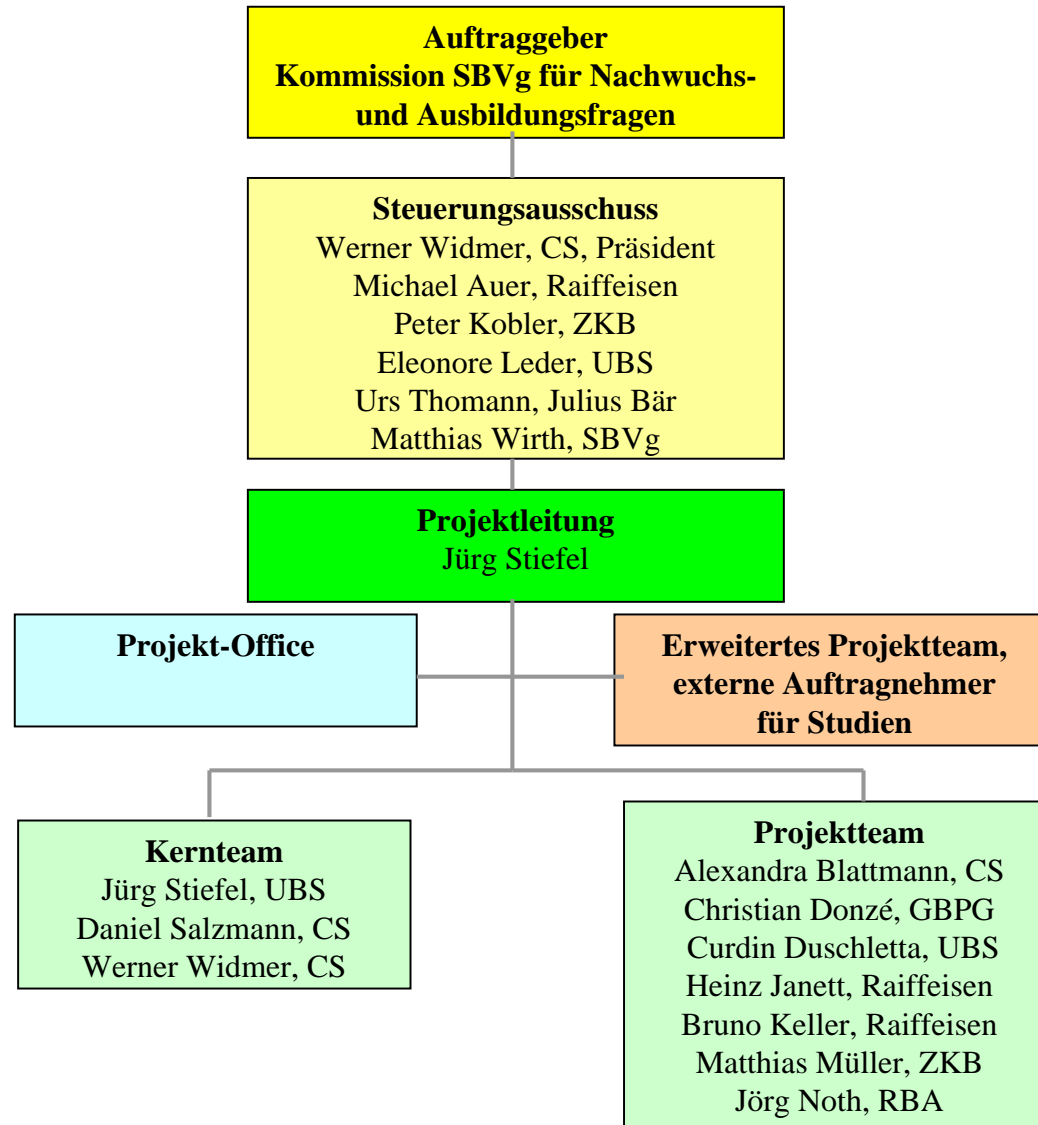 Auftraggeber
Kommission SBVg für Nachwuchs-
und Ausbildungsfragen
Steuerungsausschuss
Werner Widmer, CS, Präsident
Michael Auer, Raiffeisen
Peter Kobler, ZKB
Eleonore Leder, UBS
Urs Thomann, Julius Bär
Matthias Wirth, SBVg
Projektleitung
Jürg Stiefel
Projekt-Office
Erweitertes Projektteam,
externe Auftragnehmer
für Studien
Kernteam
Jürg Stiefel, UBS
Daniel Salzmann, CS
Werner Widmer, CS
Projektteam
Alexandra Blattmann, CS
Christian Donzé, GBPG
Curdin Duschletta, UBS
Heinz Janett, Raiffeisen
Bruno Keller, Raiffeisen
Matthias Müller, ZKB
Jörg Noth, RBA